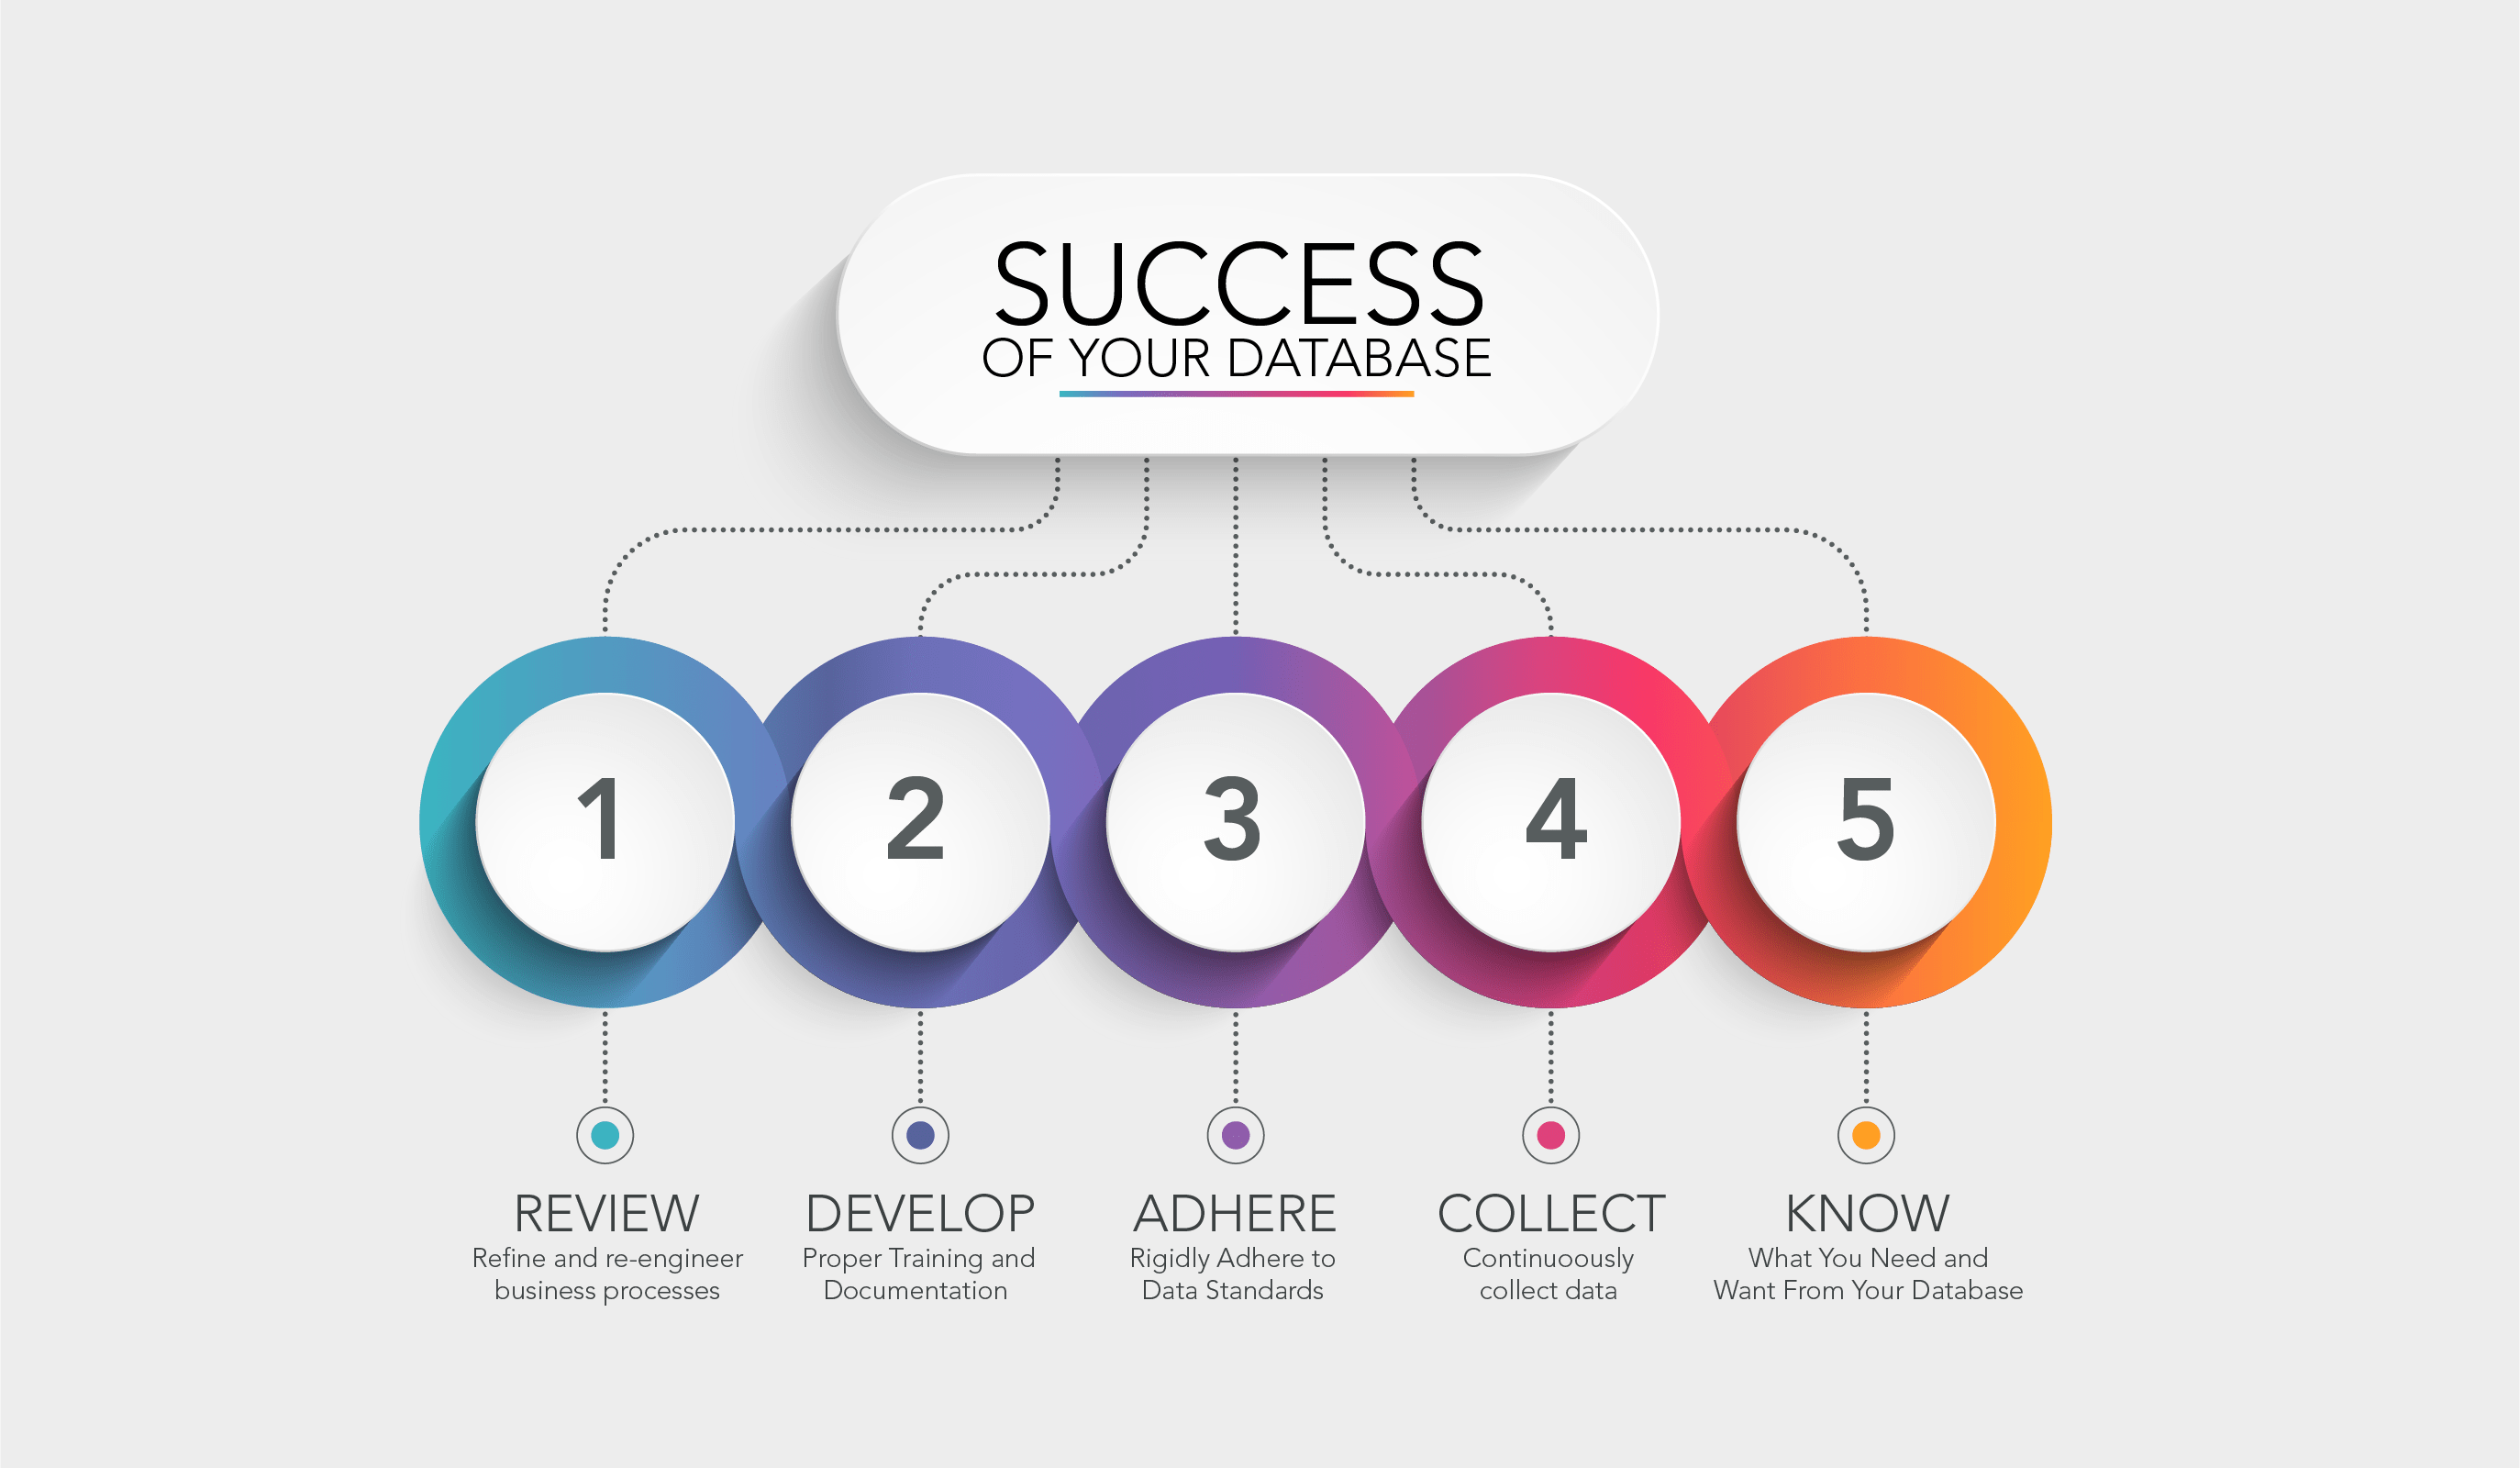 SUCCESS
OF YOUR DATABASE
1
2
3
4
5
REVIEW
Refine and re-engineer
business processes
DEVELOP
Proper Training and
Documentation
ADHERE
Rigidly Adhere to
Data Standards
COLLECT
Continuoously
collect data
KNOW
What You Need and
Want From Your Database